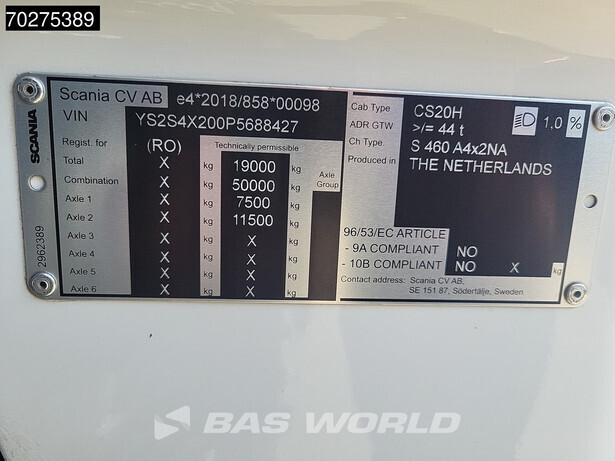 70275389
Scania CV AB e4*2018/858*00098
VIN YS2S4X200P5688427
Regist. for (RO) Technically permissible
Total X kg 19000 kg
Combination X kg 50000 kg Axle Group
Axle 1 X kg 7500 kg
Axle 2 X kg 11500 kg
Axle 3 X kg X kg
Axle 4 X kg X kg
Axle 5 X kg X kg
Axle 6 X kg X kg
SCANIA
2962389
Cab Type CS20H 1,0 %
ADR GTW >/= 44 t
Ch Type. S 460 A4x2NA
Produced in THE NETHERLANDS
96/53/EC ARTICLE
- 9A COMPLIANT NO
- 10B COMPLIANT NO X kg
Contact address: Scania CV AB,
SE 151 87, Södertälje, Sweden
BAS WORLD